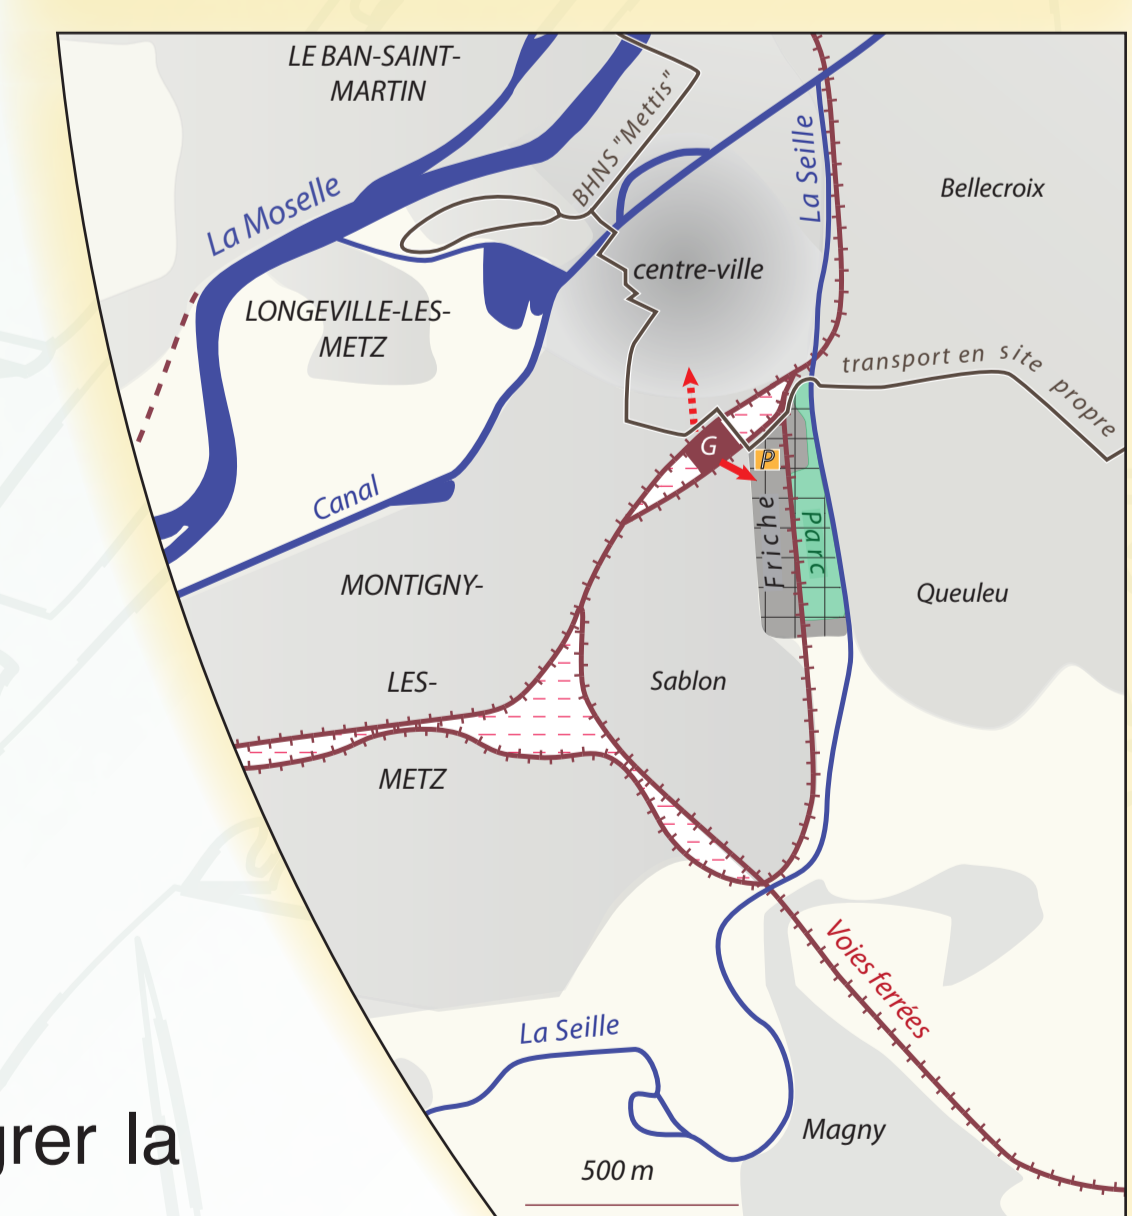 LE BAN-SAINT-
MARTIN
BHNS "Mettis"
La Seille
Bellecroix
La Moselle
centre-ville
LONGEVILLE-LES-
METZ
transport en site propre
G
P
Canal
Friche
Parc
MONTIGNY-
Queuleu
LES-
Sablon
METZ
Voies ferrées
La Seille
grer la
Magny
500 m